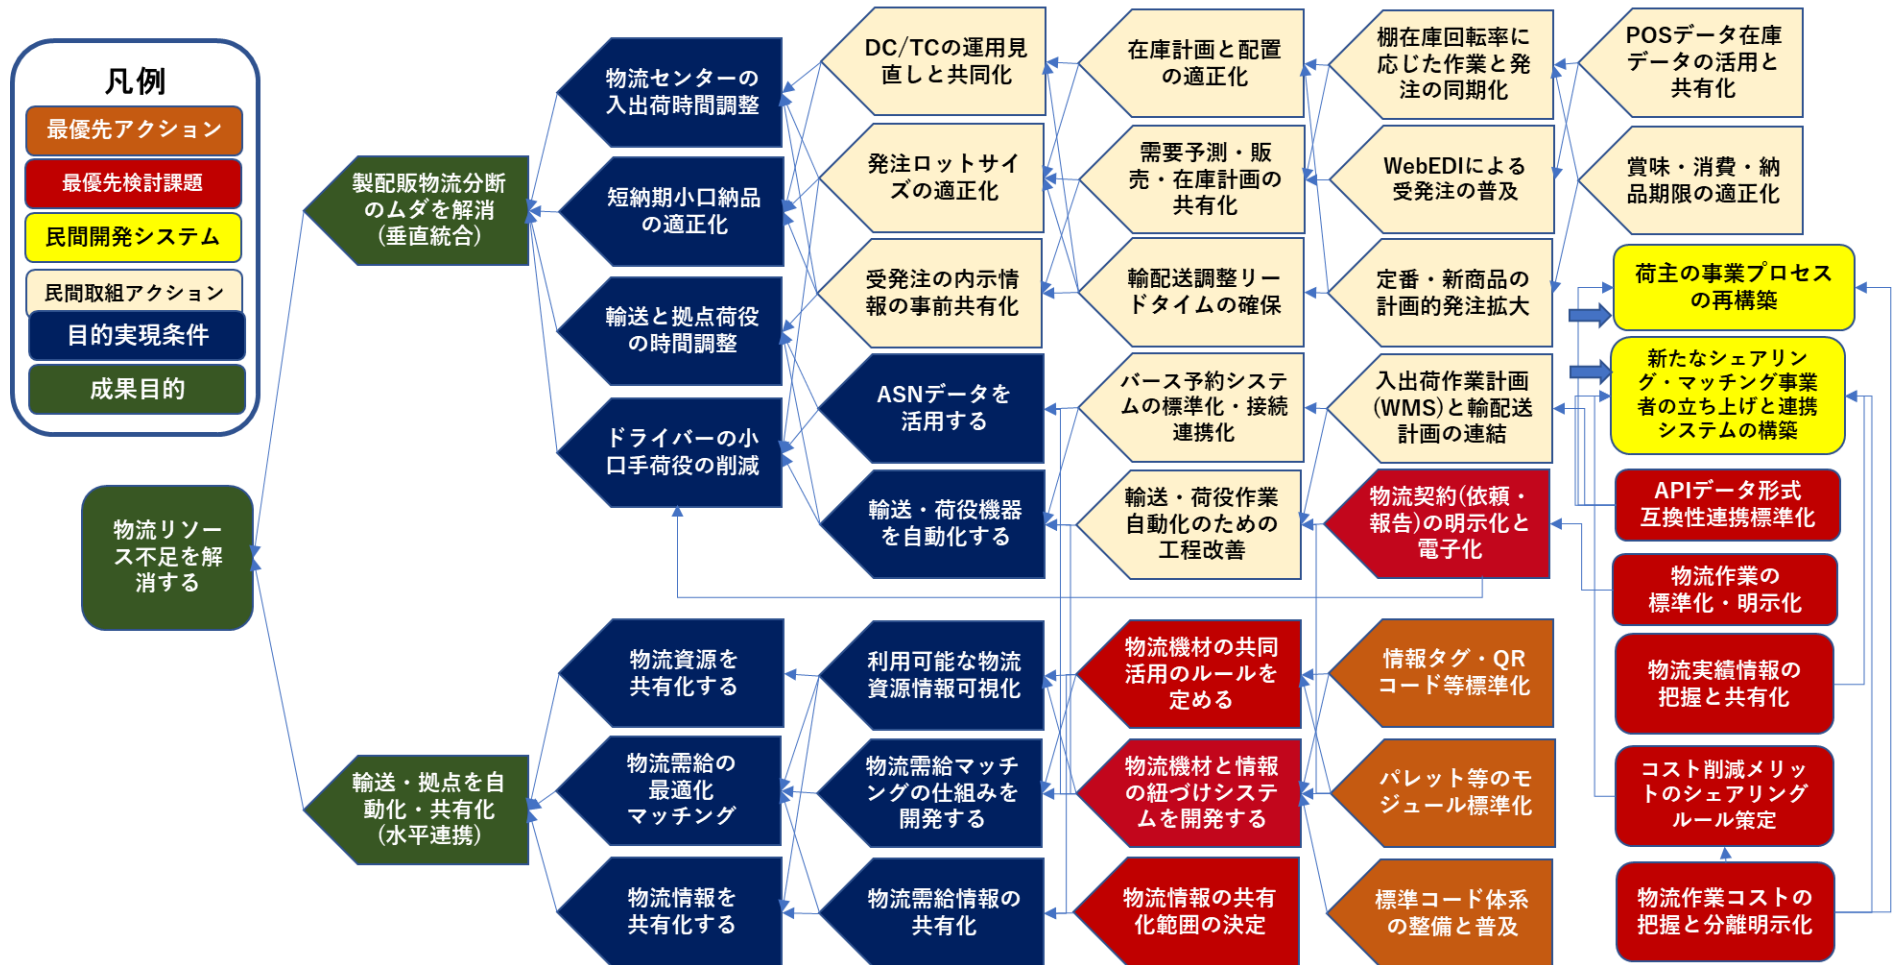 凡例
最優先アクション
最優先検討課題
民間開発システム
民間取組アクション
目的実現条件
成果目的
物流リソー
ス不足を解
消する
製配販物流分断
のムダを解消
(垂直統合)
輸送・拠点を自
動化・共有化
(水平連携)
物流センターの
入出荷時間調整
短納期小口納品
の適正化
輸送と拠点荷役
の時間調整
ドライバーの小
口手荷役の削減
物流資源を
共有化する
物流需給の
最適化
マッチング
物流情報を
共有化する
DC/TCの運用見
直しと共同化
発注ロットサイ
ズの適正化
受発注の内示情
報の事前共有化
ASNデータを
活用する
輸送・荷役機器
を自動化する
利用可能な物流
資源情報可視化
物流需給マッチ
ングの仕組みを
開発する
物流需給情報の
共有化
在庫計画と配置
の適正化
需要予測・販
売・在庫計画の
共有化
輸配送調整リー
ドタイムの確保
バース予約システ
ムの標準化・接続
連携化
輸送・荷役作業
自動化のための
工程改善
物流機材の共同
活用のルールを
定める
物流機材と情報
の紐づけシステ
ムを開発する
物流情報の共有
化範囲の決定
棚在庫回転率に
応じた作業と発
注の同期化
WebEDIによる
受発注の普及
定番・新商品の
計画的発注拡大
入出荷作業計画
(WMS)と輸配送
計画の連結
物流契約(依頼・
報告)の明示化と
電子化
情報タグ・QR
コード等標準化
パレット等のモ
ジュール標準化
標準コード体系
の整備と普及
POSデータ在庫
データの活用と
共有化
賞味・消費・納
品期限の適正化
荷主の事業プロセス
の再構築
新たなシェアリン
グ・マッチング事業
者の立ち上げと連携
システムの構築
APIデータ形式
互換性連携標準化
物流作業の
標準化・明示化
物流実績情報の
把握と共有化
コスト削減メリッ
トのシェアリング
ルール策定
物流作業コストの
把握と分離明示化